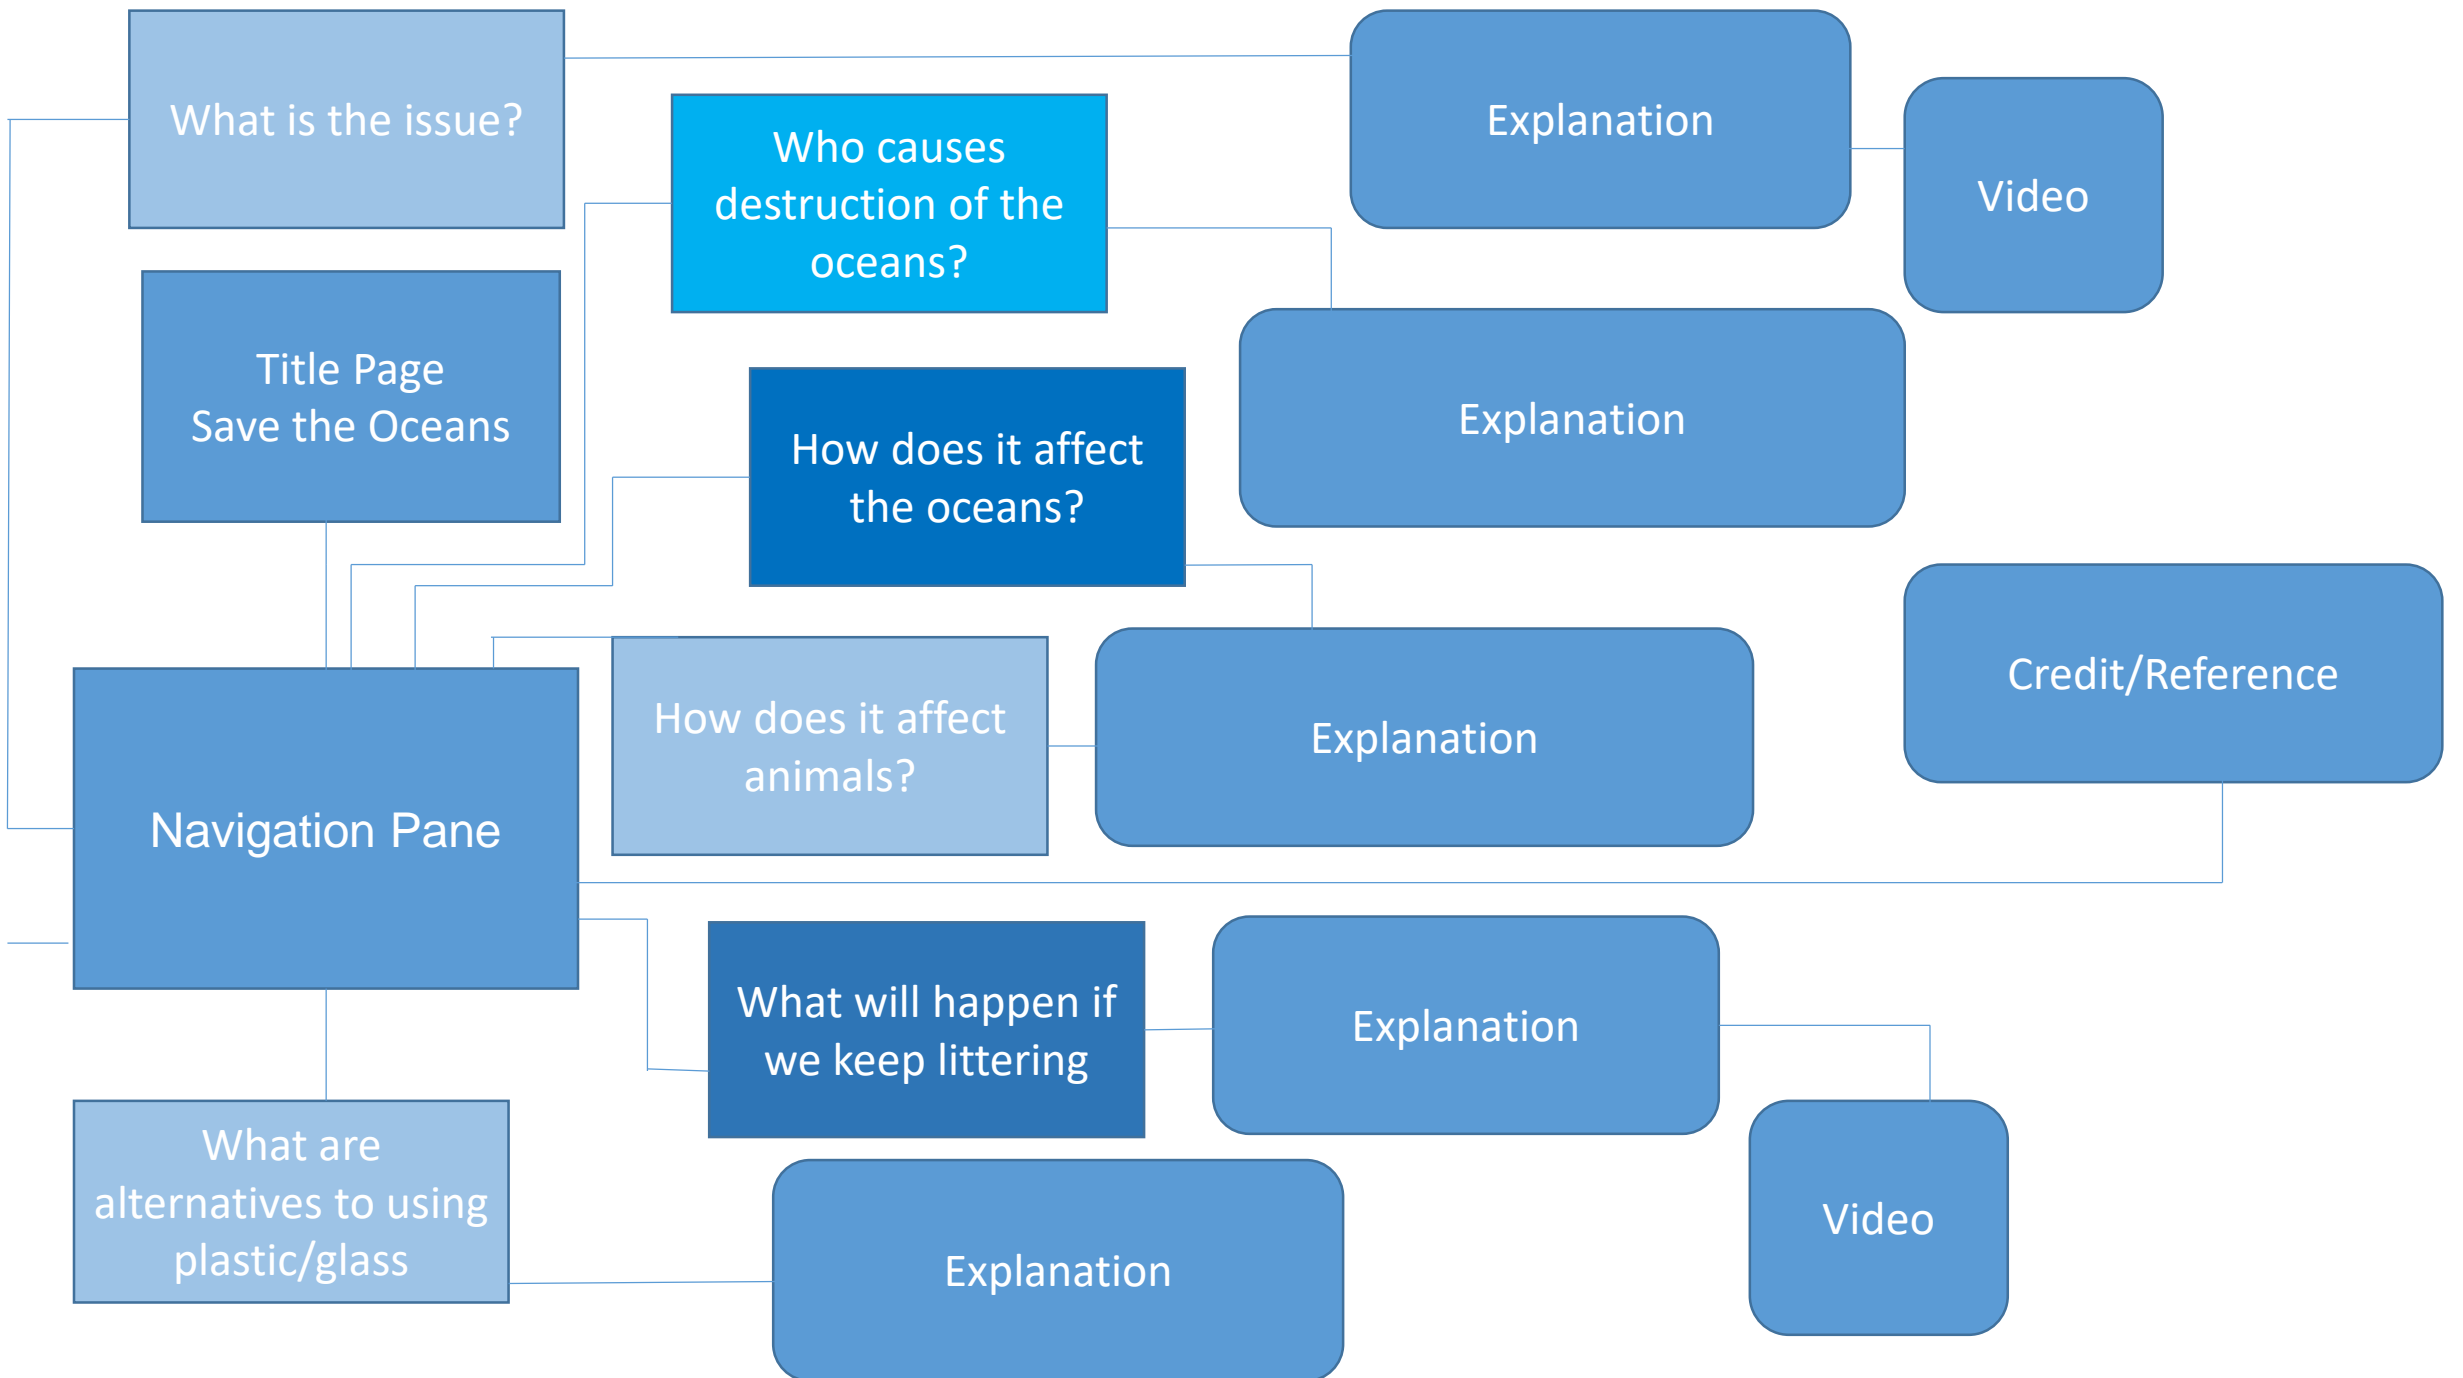 What is the issue?
Explanation
Who causes
destruction of the
oceans?
Video
Title Page
Save the Oceans
Explanation
How does it affect
the oceans?
Credit/Reference
How does it affect
animals?
Explanation
Navigation Pane
What will happen if
we keep littering
Explanation
What are
alternatives to using
plastic/glass
Video
Explanation